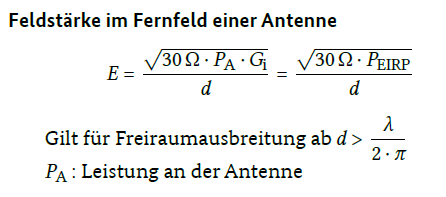 Feldstärke im Fernfeld einer Antenne
E = √(30 Ω · P_A · G_i) / d = √(30 Ω · P_EIRP) / d
Gilt für Freiraumausbreitung ab d > λ / (2 · π)
P_A : Leistung an der Antenne